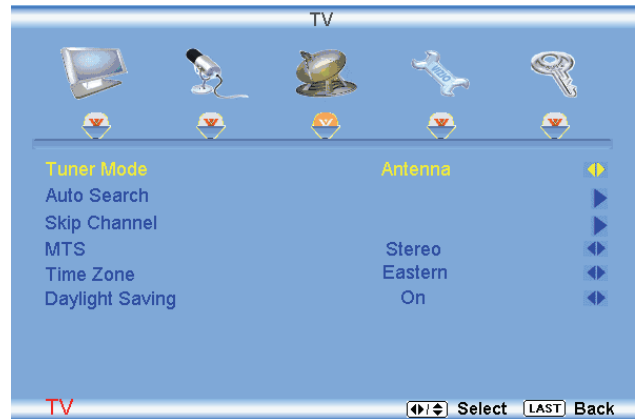 TV
Tuner Mode Antenna
Auto Search
Skip Channel
MTS Stereo
Time Zone Eastern
Daylight Saving On
TV Select LAST Back